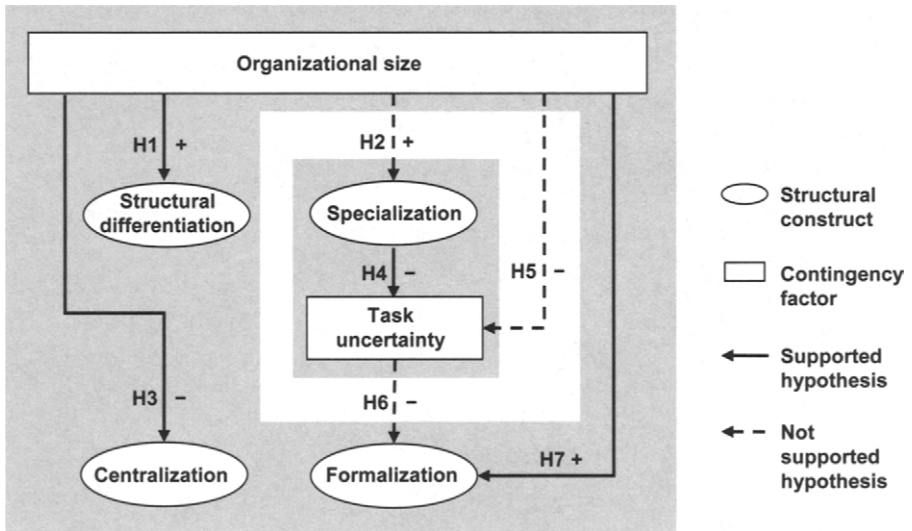 Organizational size
H1 +
H2 +
Structural
differentiation
Specialization
H4 −
H5 −
Task
uncertainty
H3 −
H6 −
Centralization
Formalization
H7 +
Structural
construct
Contingency
factor
Supported
hypothesis
Not
supported
hypothesis